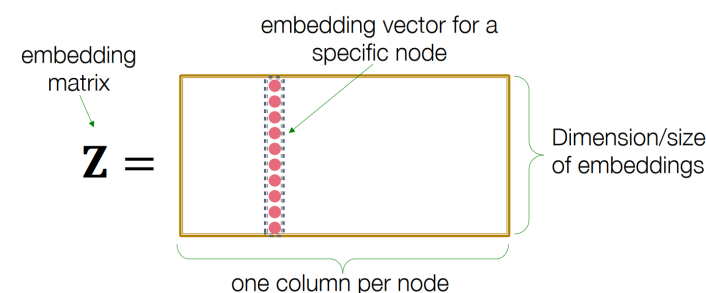 embedding vector for a
specific node
embedding
matrix
Z =
Dimension/size
of embeddings
one column per node